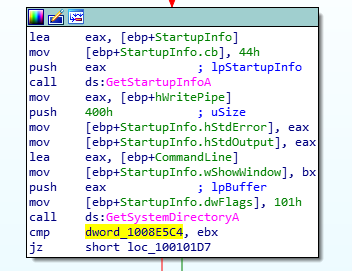 lea eax, [ebp+StartupInfo]
mov [ebp+StartupInfo.cb], 44h
push eax ; lpStartupInfo
call ds:GetStartupInfoA
mov eax, [ebp+hWritePipe]
push 400h ; uSize
mov [ebp+StartupInfo.hStdError], eax
mov [ebp+StartupInfo.hStdOutput], eax
lea eax, [ebp+CommandLine]
mov [ebp+StartupInfo.wShowWindow], bx
push eax ; lpBuffer
mov [ebp+StartupInfo.dwFlags], 101h
call ds:GetSystemDirectoryA
cmp dword_1008E5C4, ebx
jz short loc_100101D7